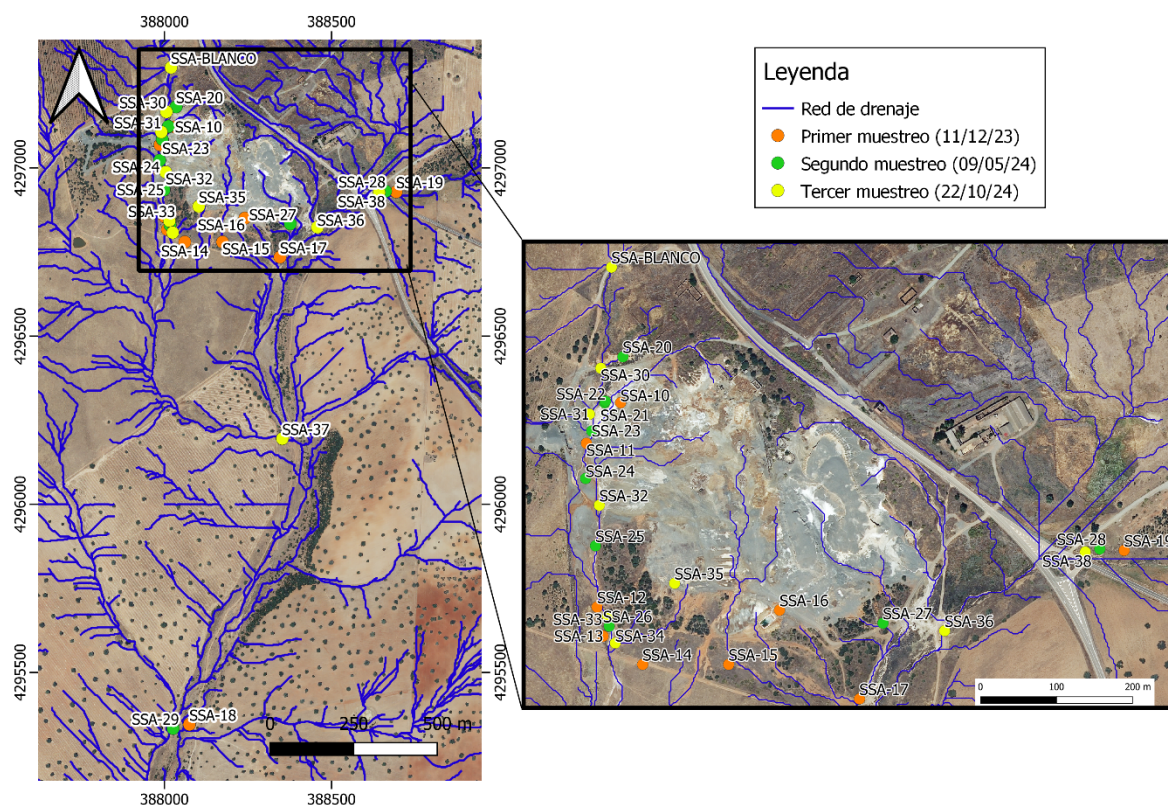 388000
388500
SSA-BLANCO
SSA-30
SSA-20
SSA-31
SSA-10
SSA-23
SSA-24
SSA-32
SSA-25
SSA-35
SSA-33
SSA-16
SSA-27
SSA-28
SSA-19
SSA-38
SSA-36
SSA-14
SSA-15
SSA-17
SSA-37
SSA-29
SSA-18
0
250
500 m
4297000
4296500
4296000
4295500
388000
388500
Leyenda
Red de drenaje
Primer muestreo (11/12/23)
Segundo muestreo (09/05/24)
Tercer muestreo (22/10/24)
SSA-BLANCO
SSA-20
SSA-30
SSA-22
SSA-10
SSA-31
SSA-21
SSA-23
SSA-11
SSA-24
SSA-32
SSA-25
SSA-28
SSA-19
SSA-38
SSA-35
SSA-12
SSA-16
SSA-33
SSA-26
SSA-27
SSA-36
SSA-13
SSA-34
SSA-14
SSA-15
SSA-17
0
100
200 m